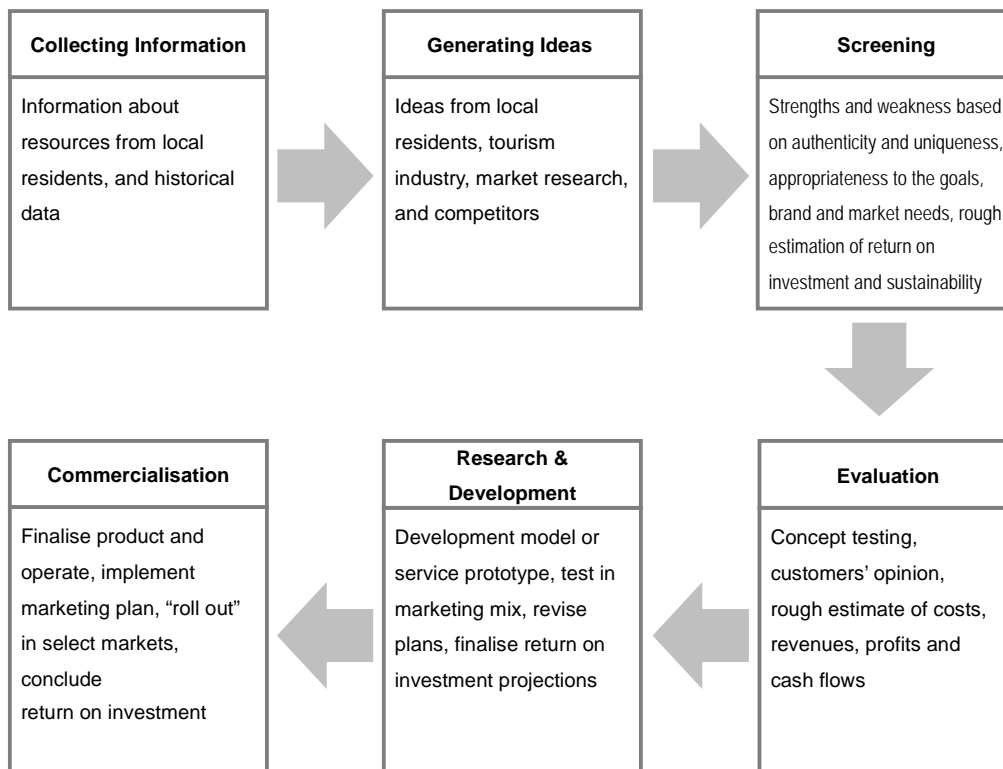 Collecting Information
Information about
resources from local
residents, and historical
data
Generating Ideas
Ideas from local
residents, tourism
industry, market research,
and competitors
Screening
Strengths and weakness based
on authenticity and uniqueness,
appropriateness to the goals,
brand and market needs, rough
estimation of return on
investment and sustainability
Evaluation
Concept testing,
customers’ opinion,
rough estimate of costs,
revenues, profits and
cash flows
Research &
Development
Development model or
service prototype, test in
marketing mix, revise
plans, finalise return on
investment projections
Commercialisation
Finalise product and
operate, implement
marketing plan, “roll out”
in select markets,
conclude
return on investment